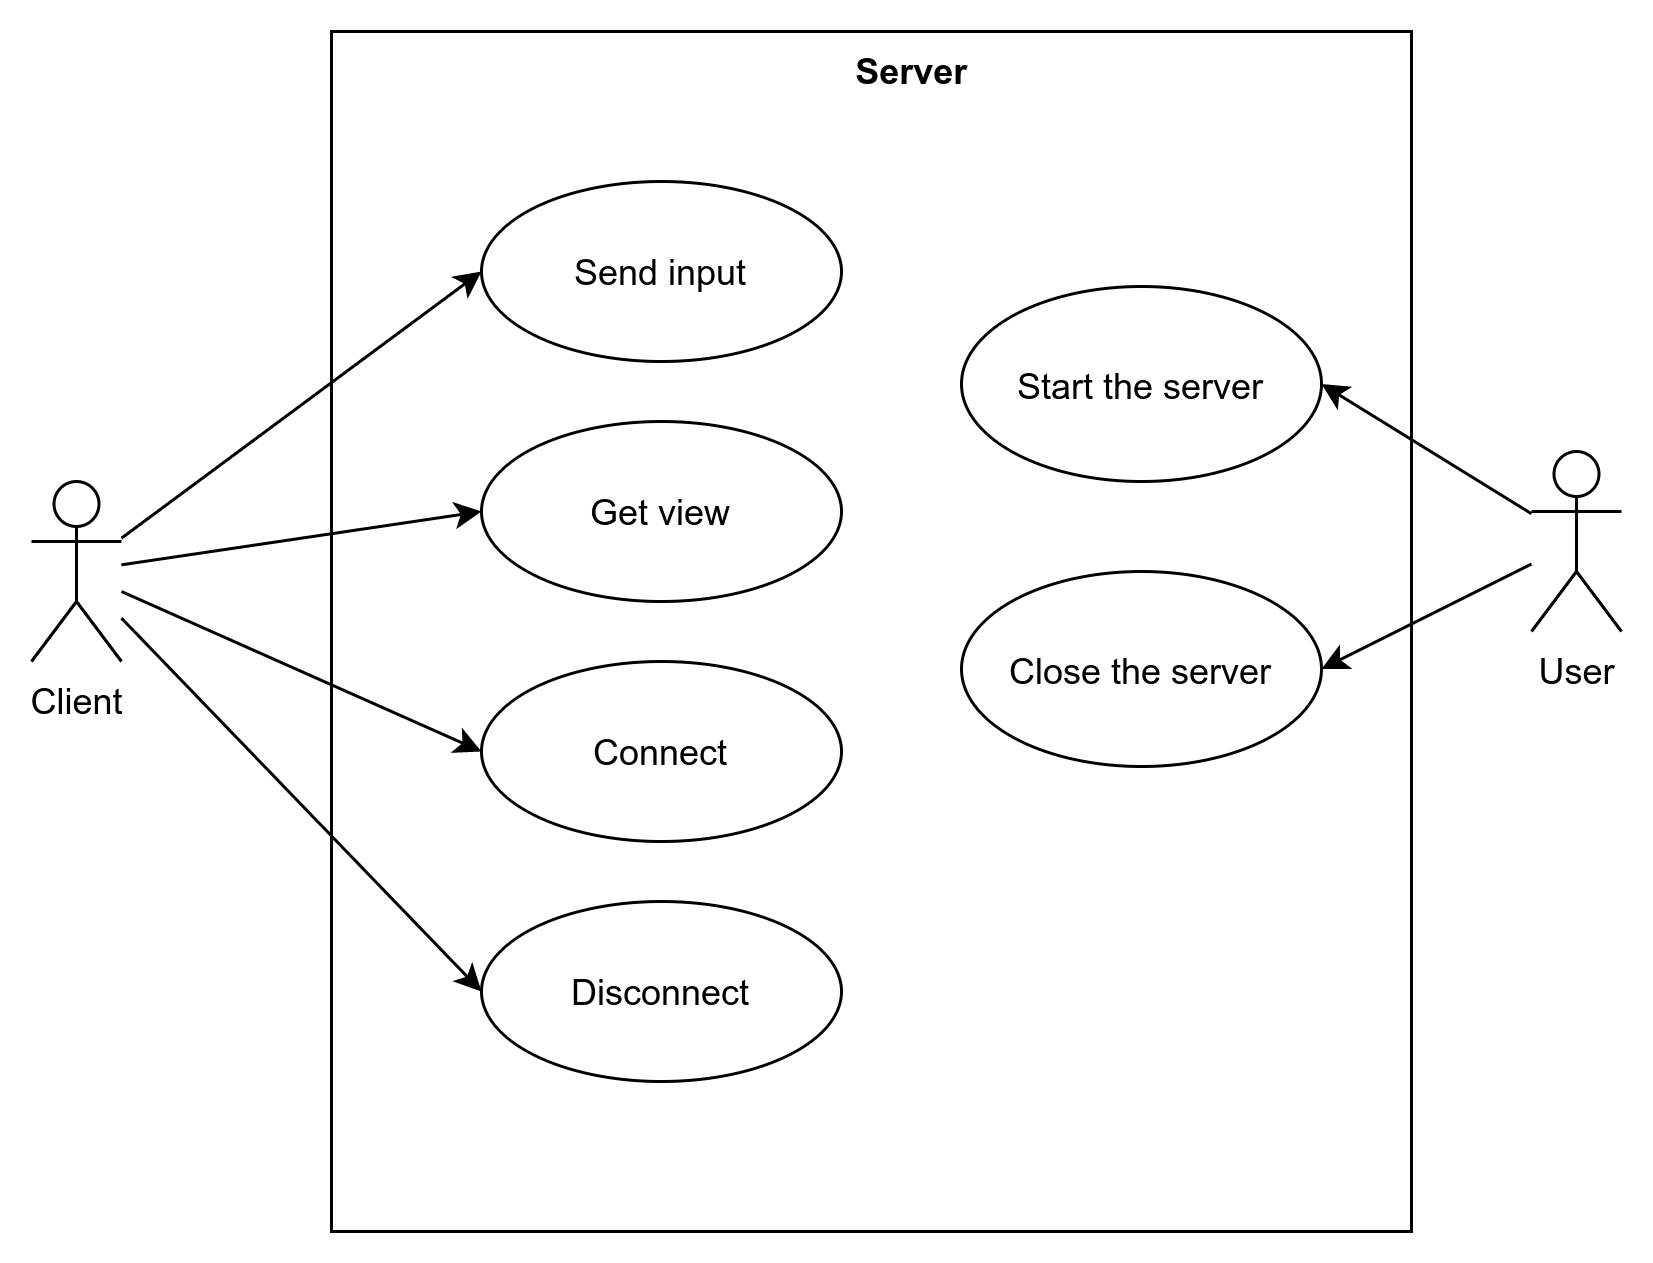 Server
Send input
Start the server
Get view
Close the server
User
Client
Connect
Disconnect